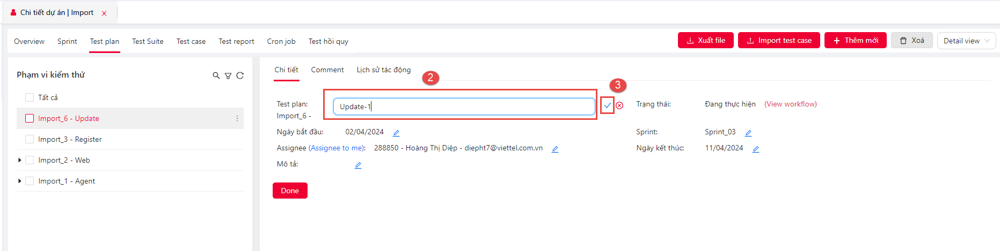 Chi tiết dự án | Import
Overview Sprint Test plan Test Suite Test case Test report Cron job Test hồi quy Xuất file Import test case Thêm mới Xoá Detail view
Phạm vi kiểm thử
Tất cả
Import_6 - Update
Import_3 - Register
Import_2 - Web
Import_1 - Agent
Chi tiết Comment Lịch sử tác động
2
3
Test plan:
Import_6 -
Update-1
Trạng thái: Đang thực hiện (View workflow)
Ngày bắt đầu: 02/04/2024
Sprint: Sprint_03
Assignee (Assignee to me): 288850 - Hoàng Thị Diệp - diepht7@viettel.com.vn
Ngày kết thúc: 11/04/2024
Mô tả:
Done